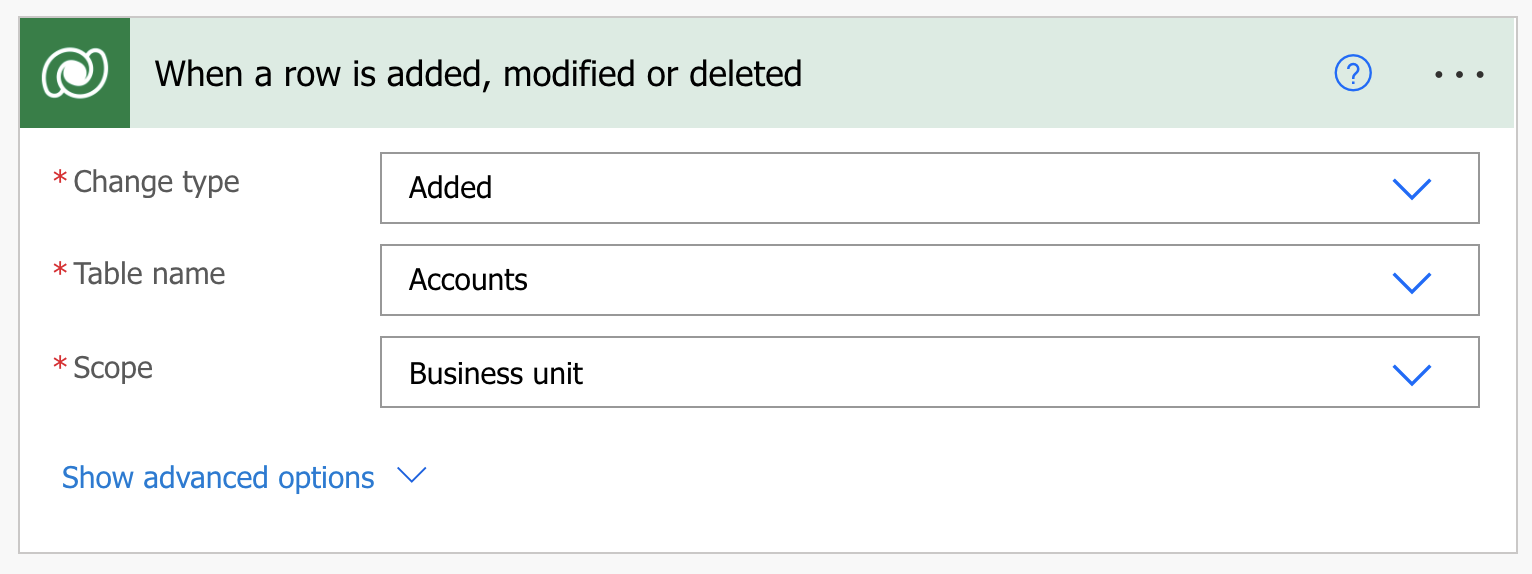 When a row is added, modified or deleted
* Change type
Added
* Table name
Accounts
* Scope
Business unit
Show advanced options